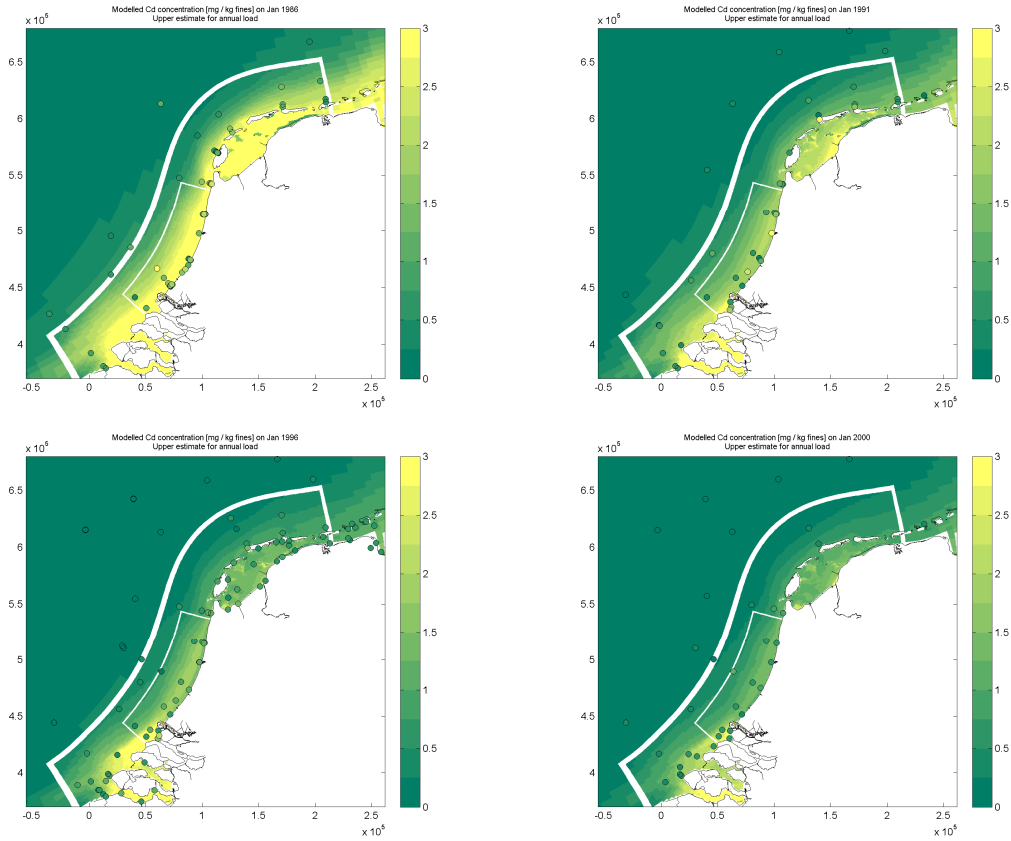 Modelled Cd concentration [mg / kg fines] on Jan 1986
Upper estimate for annual load
x 10^5
6.5
6
5.5
5
4.5
4
-0.5 0 0.5 1 1.5 2 2.5
x 10^5
3
2.5
2
1.5
1
0.5
0
Modelled Cd concentration [mg / kg fines] on Jan 1991
Upper estimate for annual load
x 10^5
6.5
6
5.5
5
4.5
4
-0.5 0 0.5 1 1.5 2 2.5
x 10^5
3
2.5
2
1.5
1
0.5
0
Modelled Cd concentration [mg / kg fines] on Jan 1996
Upper estimate for annual load
x 10^5
6.5
6
5.5
5
4.5
4
-0.5 0 0.5 1 1.5 2 2.5
x 10^5
3
2.5
2
1.5
1
0.5
0
Modelled Cd concentration [mg / kg fines] on Jan 2000
Upper estimate for annual load
x 10^5
6.5
6
5.5
5
4.5
4
-0.5 0 0.5 1 1.5 2 2.5
x 10^5
3
2.5
2
1.5
1
0.5
0